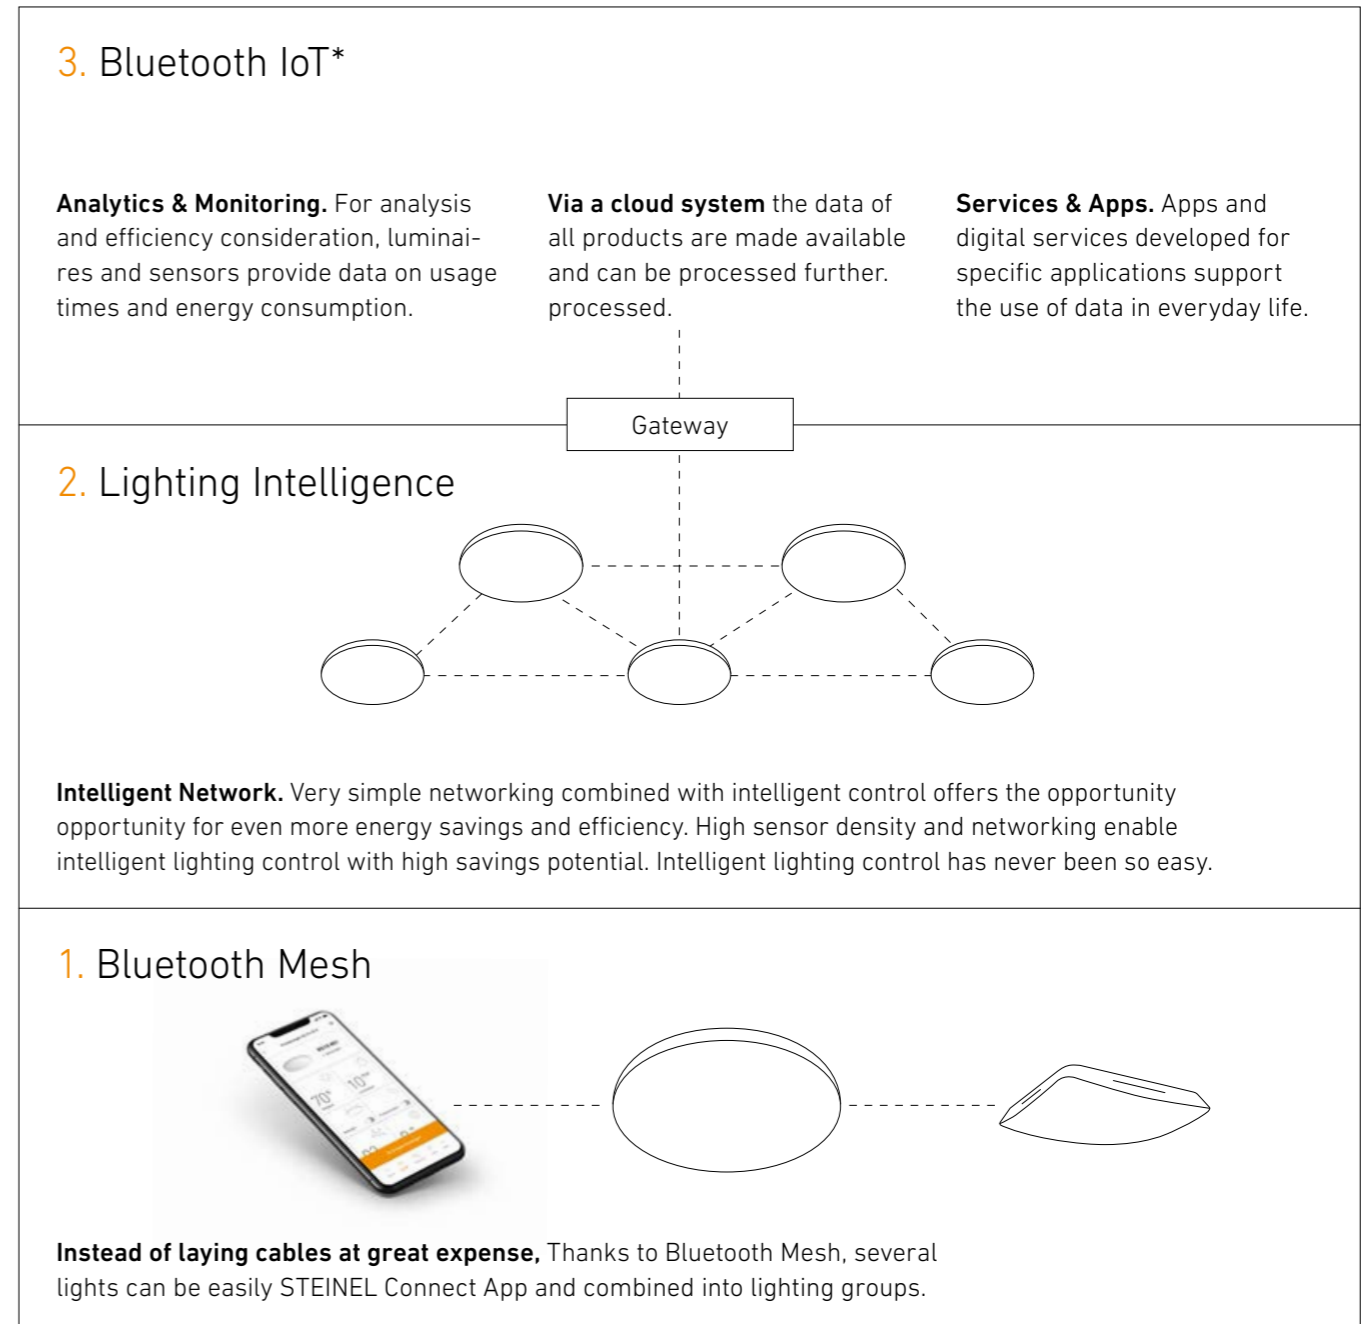 3. Bluetooth IoT*
Analytics & Monitoring. For analysis
and efficiency consideration, luminai-
res and sensors provide data on usage
times and energy consumption.
Via a cloud system the data of
all products are made available
and can be processed further.
processed.
Services & Apps. Apps and
digital services developed for
specific applications support
the use of data in everyday life.
Gateway
2. Lighting Intelligence
Intelligent Network. Very simple networking combined with intelligent control offers the opportunity
opportunity for even more energy savings and efficiency. High sensor density and networking enable
intelligent lighting control with high savings potential. Intelligent lighting control has never been so easy.
1. Bluetooth Mesh
70°
10
Instead of laying cables at great expense, Thanks to Bluetooth Mesh, several
lights can be easily STEINEL Connect App and combined into lighting groups.